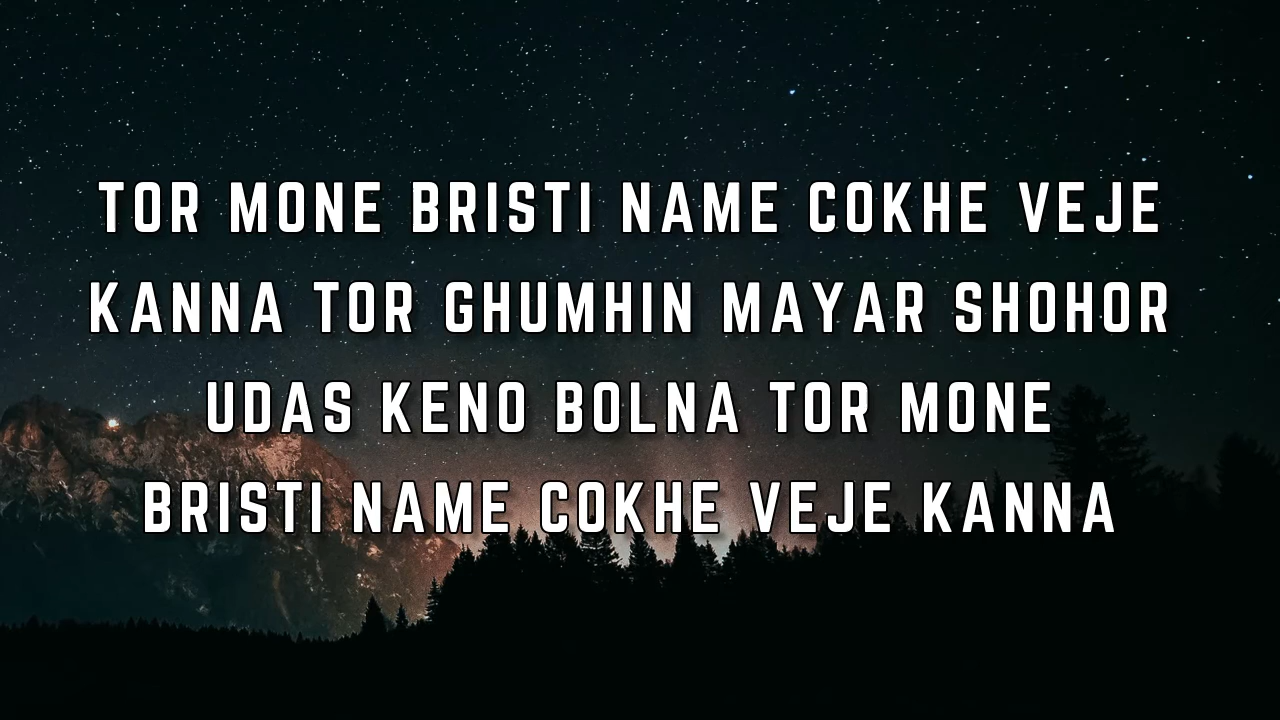 TOR MONE BRISTI NAME COKHE VEJE
KANNA TOR GHUMHIN MAYAR SHOHOR
UDAS KENO BOLNA TOR MONE
BRISTI NAME COKHE VEJE KANNA